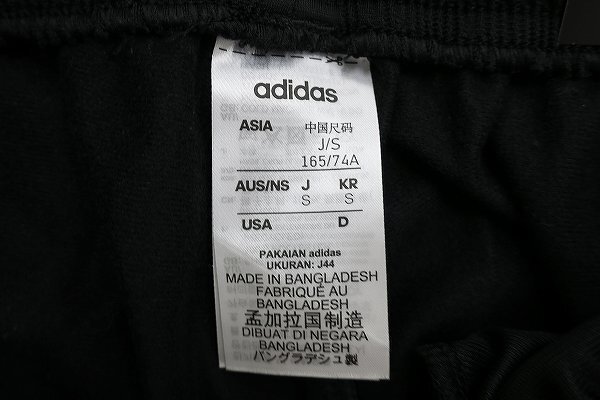 adidas
ASIA 中国尺码
J/S
165/74A
AUS/NS J KR
S S
USA D
PAKAIAN adidas
UKURAN: J44
MADE IN BANGLADESH
FABRIQUÉ AU
BANGLADESH
孟加拉国制造
DIBUAT DI NEGARA
BANGLADESH
バングラデシュ製